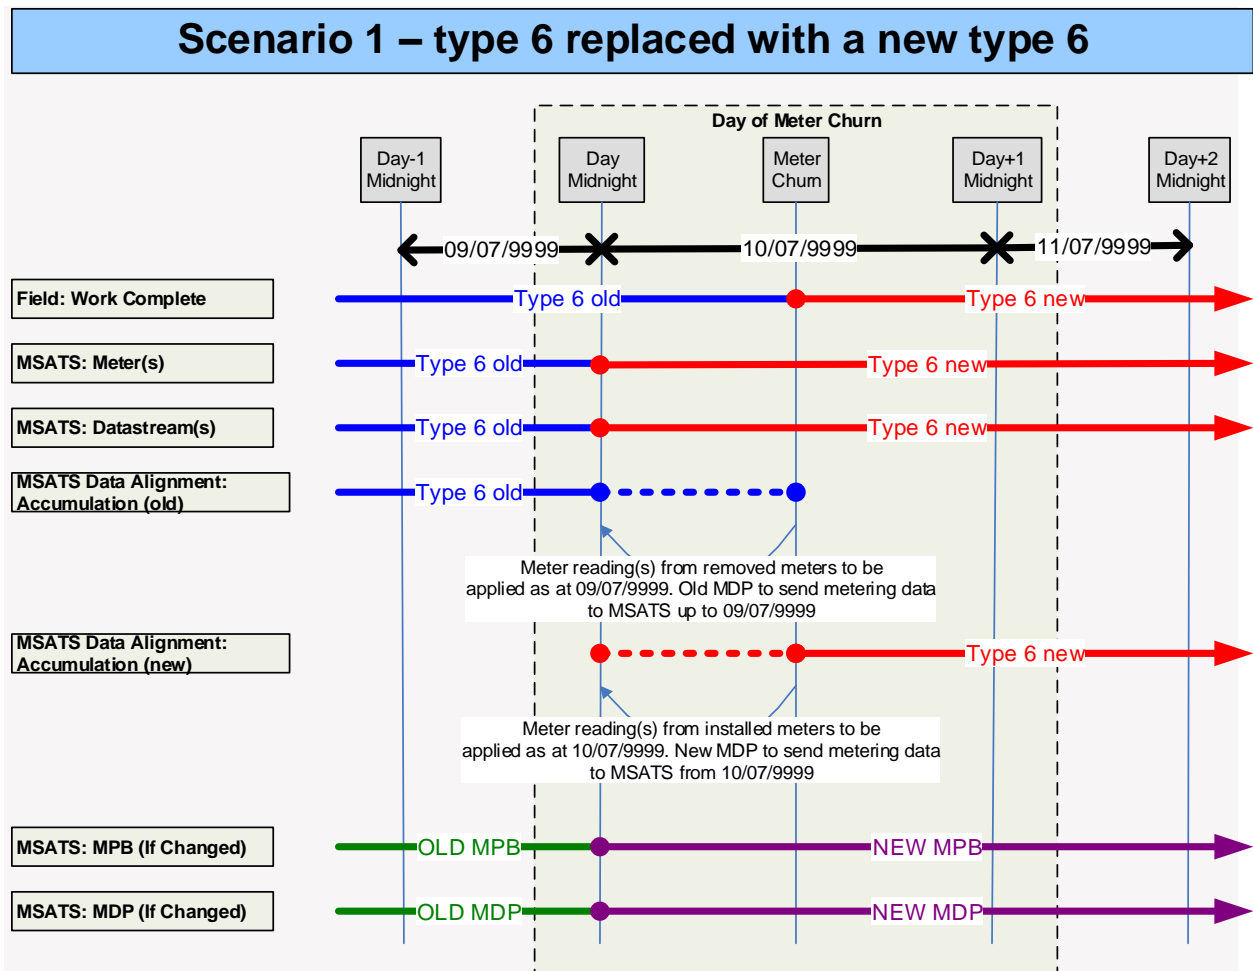 Scenario 1 – type 6 replaced with a new type 6
Day of Meter Churn
Day-1
Midnight
Day
Midnight
Meter
Churn
Day+1
Midnight
Day+2
Midnight
09/07/9999
10/07/9999
11/07/9999
Field: Work Complete
Type 6 old
Type 6 new
MSATS: Meter(s)
Type 6 old
Type 6 new
MSATS: Datastream(s)
Type 6 old
Type 6 new
MSATS Data Alignment:
Accumulation (old)
Type 6 old
Meter reading(s) from removed meters to be
applied as at 09/07/9999. Old MDP to send metering data
to MSATS up to 09/07/9999
MSATS Data Alignment:
Accumulation (new)
Type 6 new
Meter reading(s) from installed meters to be
applied as at 10/07/9999. New MDP to send metering data
to MSATS from 10/07/9999
MSATS: MPB (If Changed)
OLD MPB
NEW MPB
MSATS: MDP (If Changed)
OLD MDP
NEW MDP